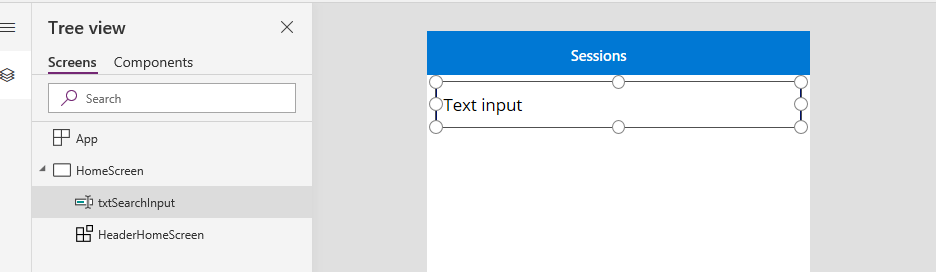 Tree view
Screens Components
Search
App
HomeScreen
txtSearchInput
HeaderHomeScreen
Sessions
Text input